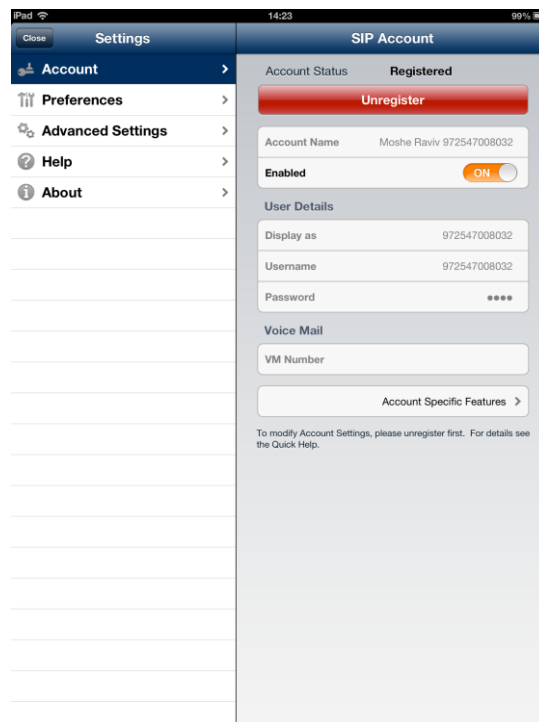 iPad 14:23 99%
Close Settings SIP Account
Account
Preferences
Advanced Settings
Help
About
Account Status Registered
Unregister
Account Name Moshe Raviv 972547008032
Enabled ON
User Details
Display as 972547008032
Username 972547008032
Password ●●●●
Voice Mail
VM Number
Account Specific Features
To modify Account Settings, please unregister first. For details see
the Quick Help.